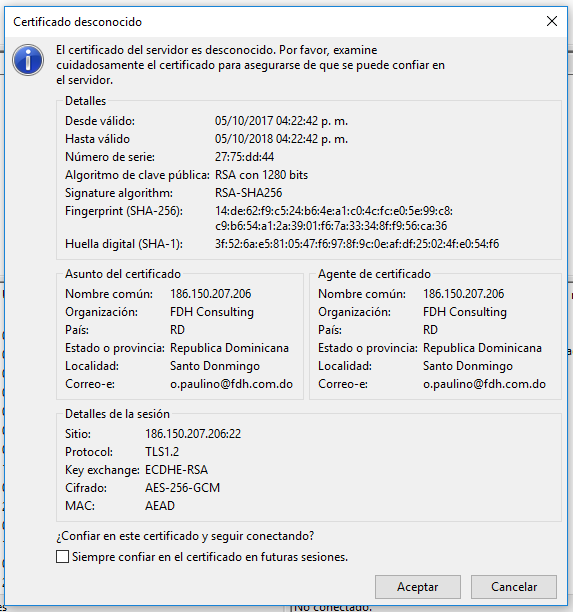 Certificado desconocido
El certificado del servidor es desconocido. Por favor, examine
cuidadosamente el certificado para asegurarse de que se puede confiar en
el servidor.
Detalles
Desde válido: 05/10/2017 04:22:42 p. m.
Hasta válido 05/10/2018 04:22:42 p. m.
Número de serie: 27:75:dd:44
Algoritmo de clave pública: RSA con 1280 bits
Signature algorithm: RSA-SHA256
Fingerprint (SHA-256): 14:de:62:f9:c5:24:b6:4e:a1:c0:4c:fc:e0:5e:99:c8:
c9:b6:54:a1:2a:39:01:f6:7a:33:34:8f:f9:56:ca:36
Huella digital (SHA-1): 3f:52:6a:e5:81:05:47:f6:97:8f:9c:0e:af:df:25:02:4f:e0:54:f6
Asunto del certificado
Nombre común: 186.150.207.206
Organización: FDH Consulting
País: RD
Estado o provincia: Republica Dominicana
Localidad: Santo Donmingo
Correo-e: o.paulino@fdh.com.do
Agente de certificado
Nombre común: 186.150.207.206
Organización: FDH Consulting
País: RD
Estado o provincia: Republica Dominicana
Localidad: Santo Donmingo
Correo-e: o.paulino@fdh.com.do
Detalles de la sesión
Sitio: 186.150.207.206:22
Protocol: TLS1.2
Key exchange: ECDHE-RSA
Cifrado: AES-256-GCM
MAC: AEAD
¿Confiar en este certificado y seguir conectando?
Siempre confiar en el certificado en futuras sesiones.
Aceptar
Cancelar
No conectado.